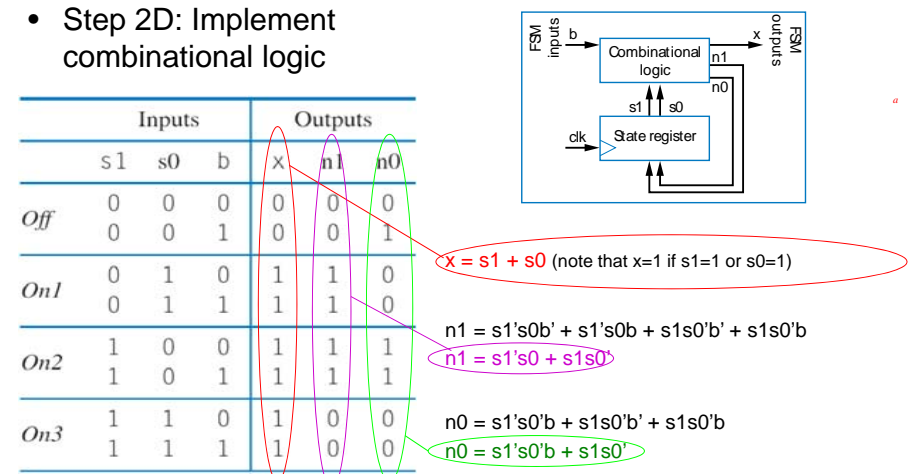 • Step 2D: Implement
combinational logic
FSM
inputs
b
Combinational
logic
x
FSM
outputs
n1
n0
s1 s0
clk
State register
a
Inputs Outputs
s1 s0 b x n1 n0
Off
0 0 0 0 0 0
0 0 1 0 0 1
On1
0 1 0 1 1 0
0 1 1 1 1 0
On2
1 0 0 1 1 1
1 0 1 1 1 1
On3
1 1 0 1 0 0
1 1 1 1 0 0
x = s1 + s0 (note that x=1 if s1=1 or s0=1)
n1 = s1's0b' + s1's0b + s1s0'b' + s1s0'b
n1 = s1's0 + s1s0'
n0 = s1's0'b + s1s0'b' + s1s0'b
n0 = s1's0'b + s1s0'